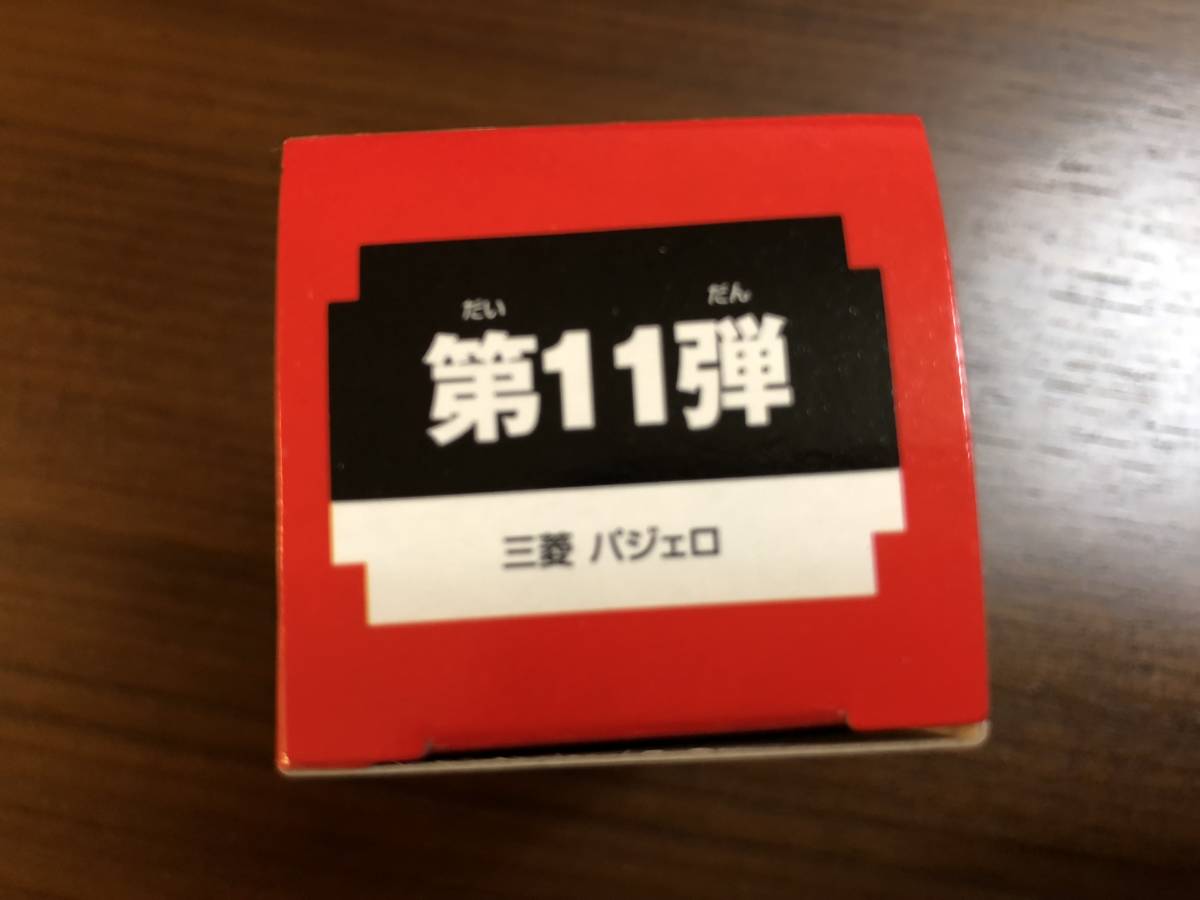 だい だん
第11弾
三菱 パジェロ